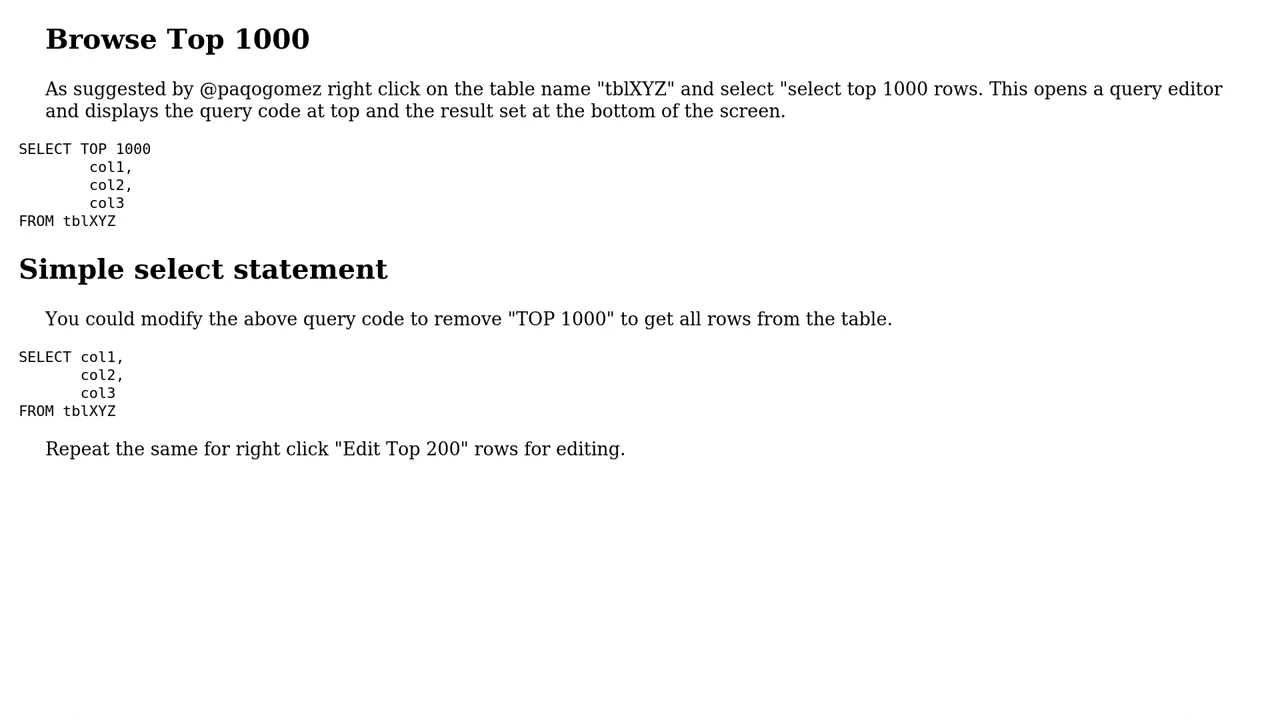 Browse Top 1000
As suggested by @paqogomez right click on the table name "tblXYZ" and select "select top 1000 rows. This opens a query editor
and displays the query code at top and the result set at the bottom of the screen.
SELECT TOP 1000
        col1,
        col2,
        col3
FROM tblXYZ
Simple select statement
You could modify the above query code to remove "TOP 1000" to get all rows from the table.
SELECT col1,
       col2,
       col3
FROM tblXYZ
Repeat the same for right click "Edit Top 200" rows for editing.